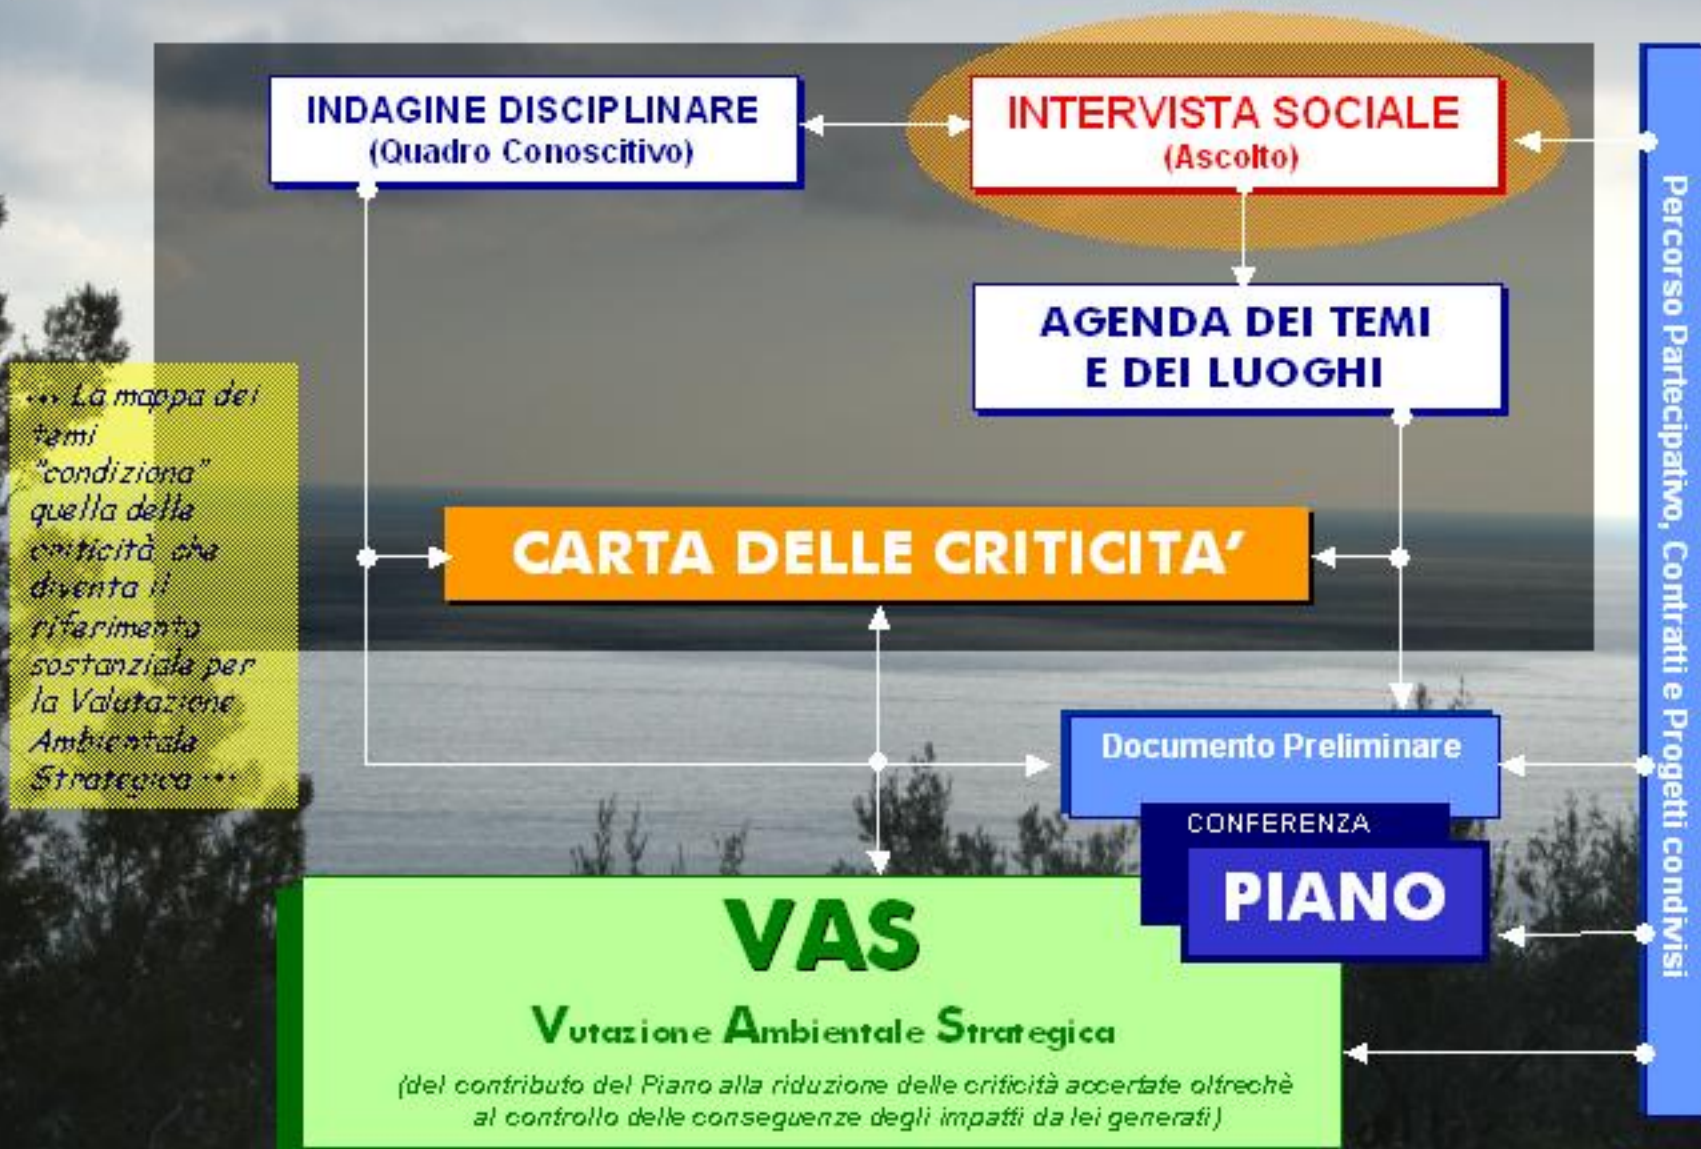 INDAGINE DISCIPLINARE
(Quadro Conoscitivo)
INTERVISTA SOCIALE
(Ascolto)
AGENDA DEI TEMI
E DEI LUOGHI
... La mappa dei
temi
"condiziona"
quella delle
criticità che
diventa il
riferimento
sostanziale per
la Valutazione
Ambientale
Strategica ...
CARTA DELLE CRITICITA'
Documento Preliminare
CONFERENZA
PIANO
VAS
Vutazione Ambientale Strategica
(del contributo del Piano alla riduzione delle criticità accertate oltrechè
al controllo delle conseguenze degli impatti da lei generati)
Percorso Partecipativo, Contratti e Progetti condivisi